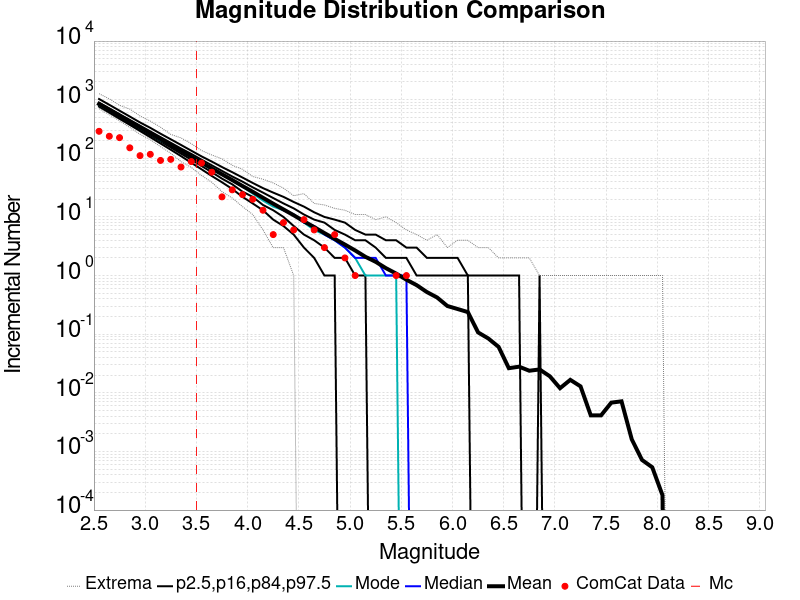 Magnitude Distribution Comparison
Incremental Number
10^4
10^3
10^2
10^1
10^0
10^-1
10^-2
10^-3
10^-4
2.5 3.0 3.5 4.0 4.5 5.0 5.5 6.0 6.5 7.0 7.5 8.0 8.5 9.0
Magnitude
Extrema p2.5,p16,p84,p97.5 Mode Median Mean ComCat Data Mc